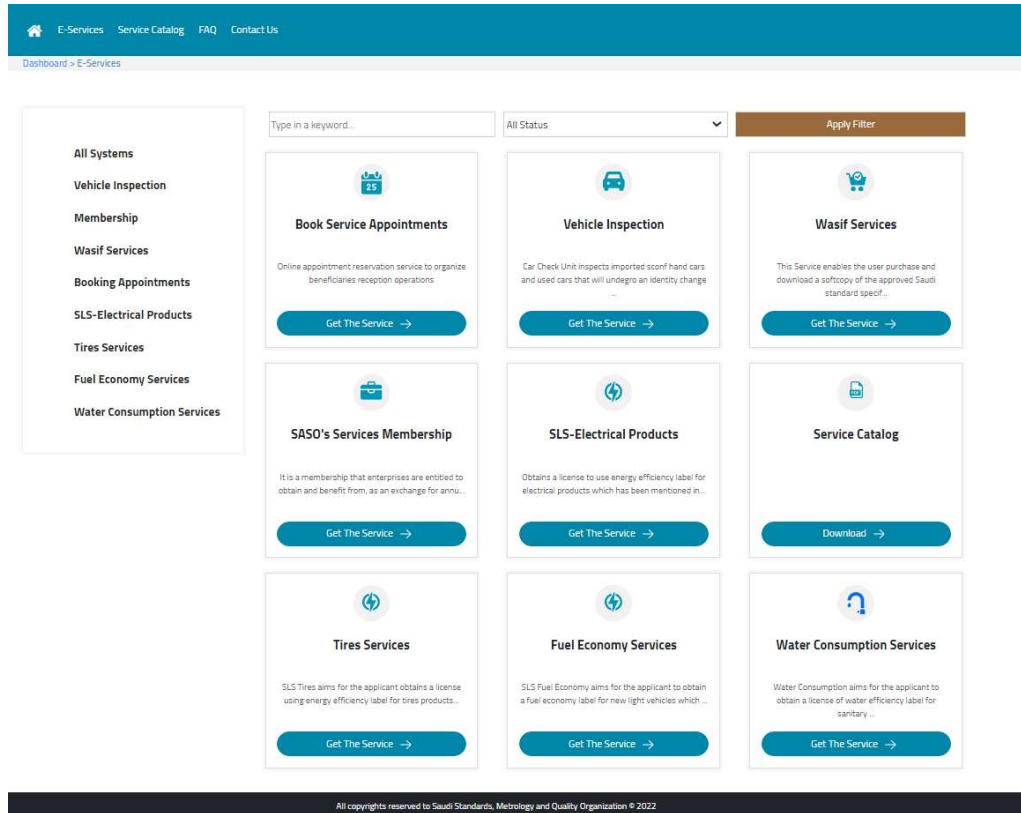 E-Services Service Catalog FAQ Contact Us
Dashboard > E-Services
All Systems
Vehicle Inspection
Membership
Wasif Services
Booking Appointments
SLS-Electrical Products
Tires Services
Fuel Economy Services
Water Consumption Services
Type in a keyword...
All Status
Apply Filter
25
Book Service Appointments
Online appointment reservation service to organize
beneficiaries reception operations
Get The Service →
Vehicle Inspection
Car Check Unit inspects imported sconf hand cars
and used cars that will undegro an identity change
...
Get The Service →
Wasif Services
This Service enables the user purchase and
download a softcopy of the approved Saudi
standard specif...
Get The Service →
SASO's Services Membership
It is a membership that enterprises are entitled to
obtain and benefit from, as an exchange for annu...
Get The Service →
SLS-Electrical Products
Obtains a license to use energy efficiency label for
electrical products which has been mentioned in...
Get The Service →
Service Catalog
Download →
Tires Services
SLS Tires aims for the applicant obtains a license
using energy efficiency label for tires products...
Get The Service →
Fuel Economy Services
SLS Fuel Economy aims for the applicant to obtain
a fuel economy label for new light vehicles which ...
Get The Service →
Water Consumption Services
Water Consumption aims for the applicant to
obtain a license of water efficiency label for
sanitary ...
Get The Service →
All copyrights reserved to Saudi Standards, Metrology and Quality Organization © 2022